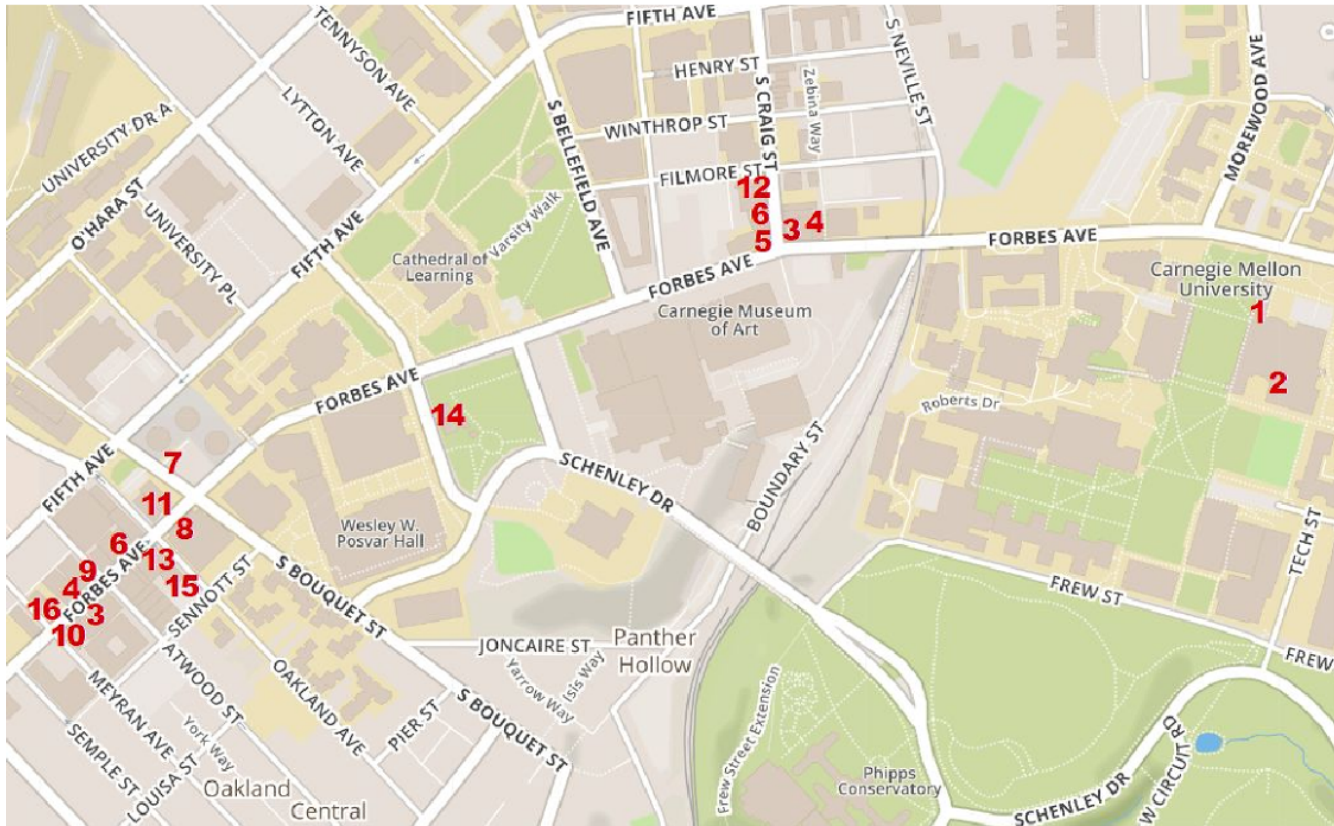 FIFTH AVE
TENNYSON AVE
LYTTON AVE
UNIVERSITY DR A
O'HARA ST
UNIVERSITY PL
FIFTH AVE
Cathedral of
Learning
Varsity Walk
S BELLEFIELD AVE
HENRY ST
WINTHROP ST
FILMORE ST
S CRAIG ST
Zebina Way
S NEVILLE ST
MOREWOOD AVE
12
6
5
3
4
FORBES AVE
FORBES AVE
Carnegie Mellon
University
1
2
Carnegie Museum
of Art
FORBES AVE
14
Roberts Dr
BOUNDARY ST
SCHENLEY DR
Wesley W.
Posvar Hall
FIFTH AVE
7
11
8
6
13
9
4
15
16
3
10
FORBES AVE
SENNOTT ST
S BOUQUET ST
TECH ST
FREW ST
FREW
JONCAIRE ST
Panther
Hollow
Yarrow Way
Isis Way
ATWOOD ST
OAKLAND AVE
MEYRAN AVE
SEMPLE ST
LOUISA ST
York Way
PIER ST
S BOUQUET ST
Oakland
Central
Frew Street Extension
Phipps
Conservatory
SCHENLEY DR
W CIRCUIT RD